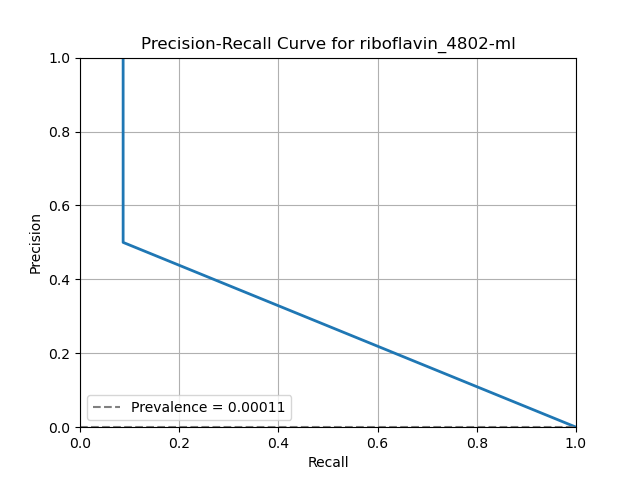 Precision-Recall Curve for riboflavin_4802-ml
1.0
0.8
0.6
0.4
0.2
0.0
Precision
Prevalence = 0.00011
0.0 0.2 0.4 0.6 0.8 1.0
Recall